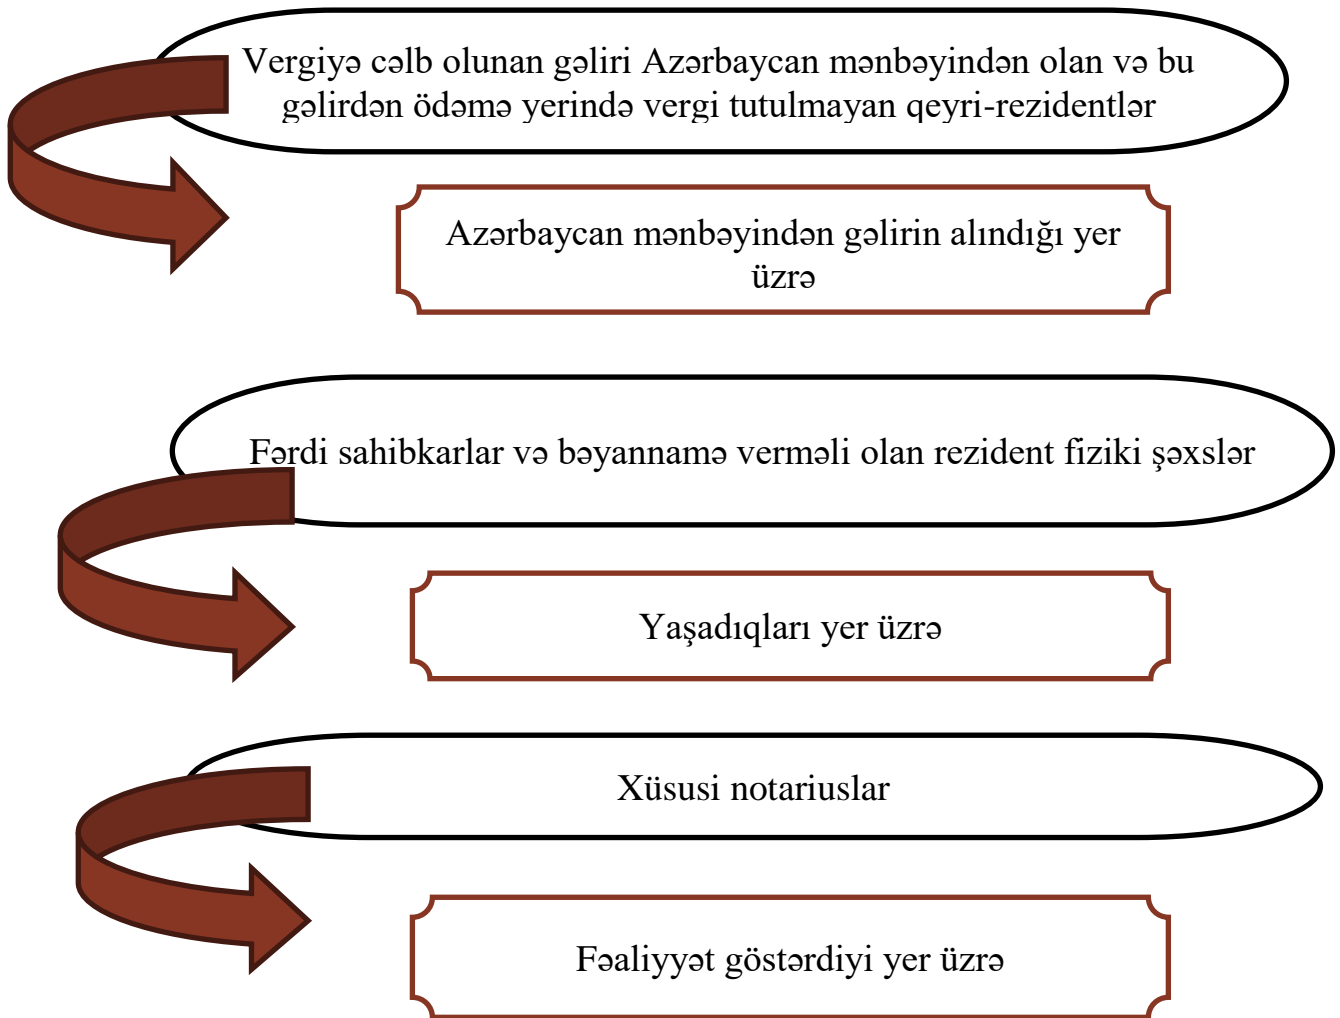 Vergiyə cəlb olunan gəliri Azərbaycan mənbəyindən olan və bu
gəlirdən ödəmə yerində vergi tutulmayan qeyri-rezidentlər
Azərbaycan mənbəyindən gəlirin alındığı yer
üzrə
Fərdi sahibkarlar və bəyannamə verməli olan rezident fiziki şəxslər
Yaşadıqları yer üzrə
Xüsusi notariuslar
Fəaliyyət göstərdiyi yer üzrə